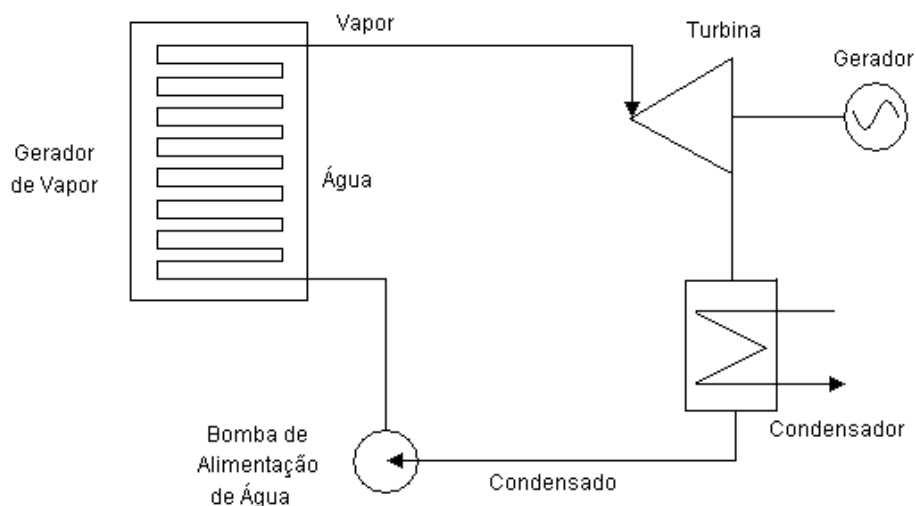 Vapor
Turbina
Gerador
Gerador
de Vapor
Água
Bomba de
Alimentação
de Água
Condensado
Condensador